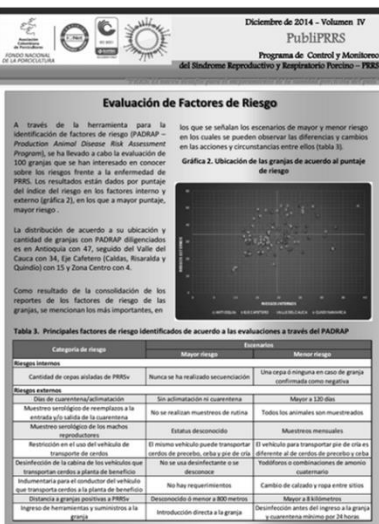 Asociación
Colombiana
de Porcicultores
FONDO NACIONAL
DE LA PORCICULTURA
Diciembre de 2014 - Volumen IV
PubliPRRS
Programa de Control y Monitoreo
del Síndrome Reproductivo y Respiratorio Porcino – PRRS
Evaluación de Factores de Riesgo
A través de la herramienta para la
identificación de factores de riesgo (PADRAP –
Production Animal Disease Risk Assessment
Program), se ha llevado a cabo la evaluación de
100 granjas que se han interesado en conocer
sobre los riesgos frente a la enfermedad de
PRRS. Los resultados están dados por puntaje
del índice del riesgo en los factores interno y
externo (gráfica 2), en los que a mayor puntaje,
mayor riesgo .
La distribución de acuerdo a su ubicación y
cantidad de granjas con PADRAP diligenciados
es en Antioquia con 47, seguido del Valle del
Cauca con 34, Eje Cafetero (Caldas, Risaralda y
Quindío) con 15 y Zona Centro con 4.
Como resultado de la consolidación de los
reportes de los factores de riesgo de las
granjas, se mencionan los más importantes, en
los que se señalan los escenarios de mayor y menor riesgo
en los cuales se pueden observar las diferencias y cambios
en las acciones y circunstancias entre ellos (tabla 3).
Gráfica 2. Ubicación de las granjas de acuerdo al puntaje
de riesgo
RIESGOS EXTERNOS
Tabla 3. Principales factores de riesgo identificados de acuerdo a las evaluaciones a través del PADRAP
Categoría de riesgo Escenarios
Mayor riesgo Menor riesgo
Riesgos internos
Cantidad de cepas aisladas de PRRSv Nunca se ha realizado secuenciación Una cepa ó ninguna en caso de granja
confirmada como negativa
Riesgos externos
Días de cuarentena/aclimatación Sin aclimatación ni cuarentena Mayor a 120 días
Muestreo serológico de reemplazos a la
entrada y/o salida de la cuarentena No se realizan muestreos de rutina Todos los animales son muestreados
Muestreo serológico de los machos
reproductores Estatus desconocido Muestreos mensuales
Restricción en el uso del vehículo de
transporte de cerdos El mismo vehículo puede transportar
cerdos de precebo, ceba y pie de cría El vehículo para transportar pie de cría es
diferente al de cerdos de precebo y ceba
Desinfección de la cabina de los vehículos que
transportan cerdos a planta de beneficio No se usa desinfectante o se
desconoce Yodóforos o combinaciones de amonio
cuaternario
Indumentaria para el conductor del vehículo
que transporta cerdos a la planta de beneficio No hay requerimientos Cambio de calzado y ropa entre sitios
Distancia a granjas positivas a PRRSv Desconocido ó menor a 800 metros Mayor a 8 kilómetros
Ingreso de herramientas y suministros a la
granja Introducción directa a la granja Desinfección antes del ingreso a la granja
y cuarentena mínimo por 24 horas